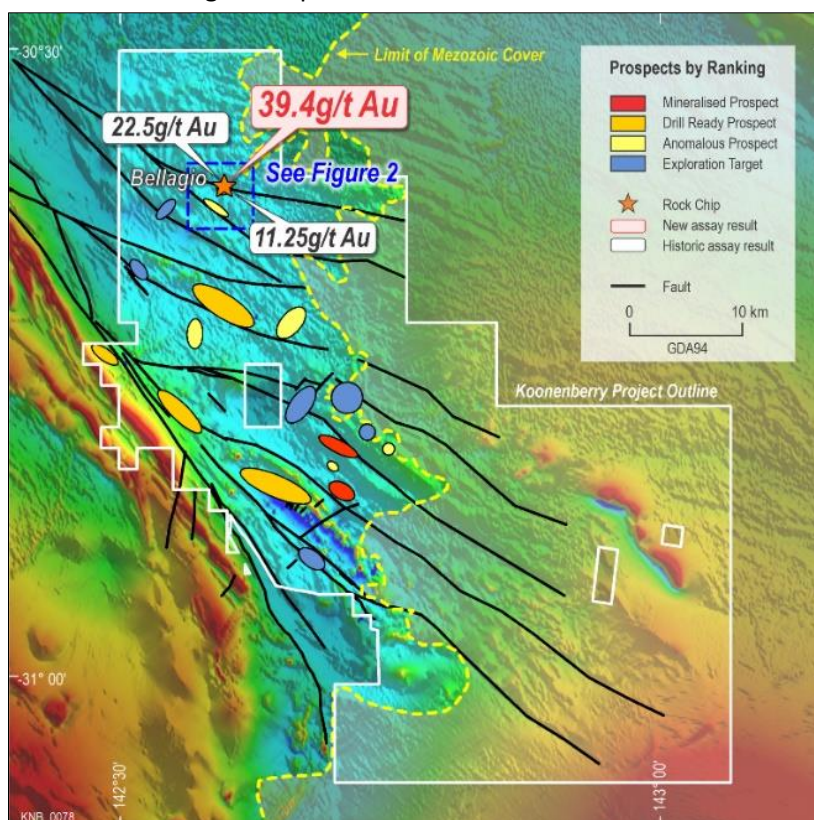 -30°30'
Limit of Mezozoic Cover
39.4g/t Au
22.5g/t Au
Bellagio
See Figure 2
11.25g/t Au
Prospects by Ranking
Mineralised Prospect
Drill Ready Prospect
Anomalous Prospect
Exploration Target
Rock Chip
New assay result
Historic assay result
Fault
0 10 km
GDA94
Koonenberry Project Outline
-31° 00'
142°30'
143°00'
KNB_0078